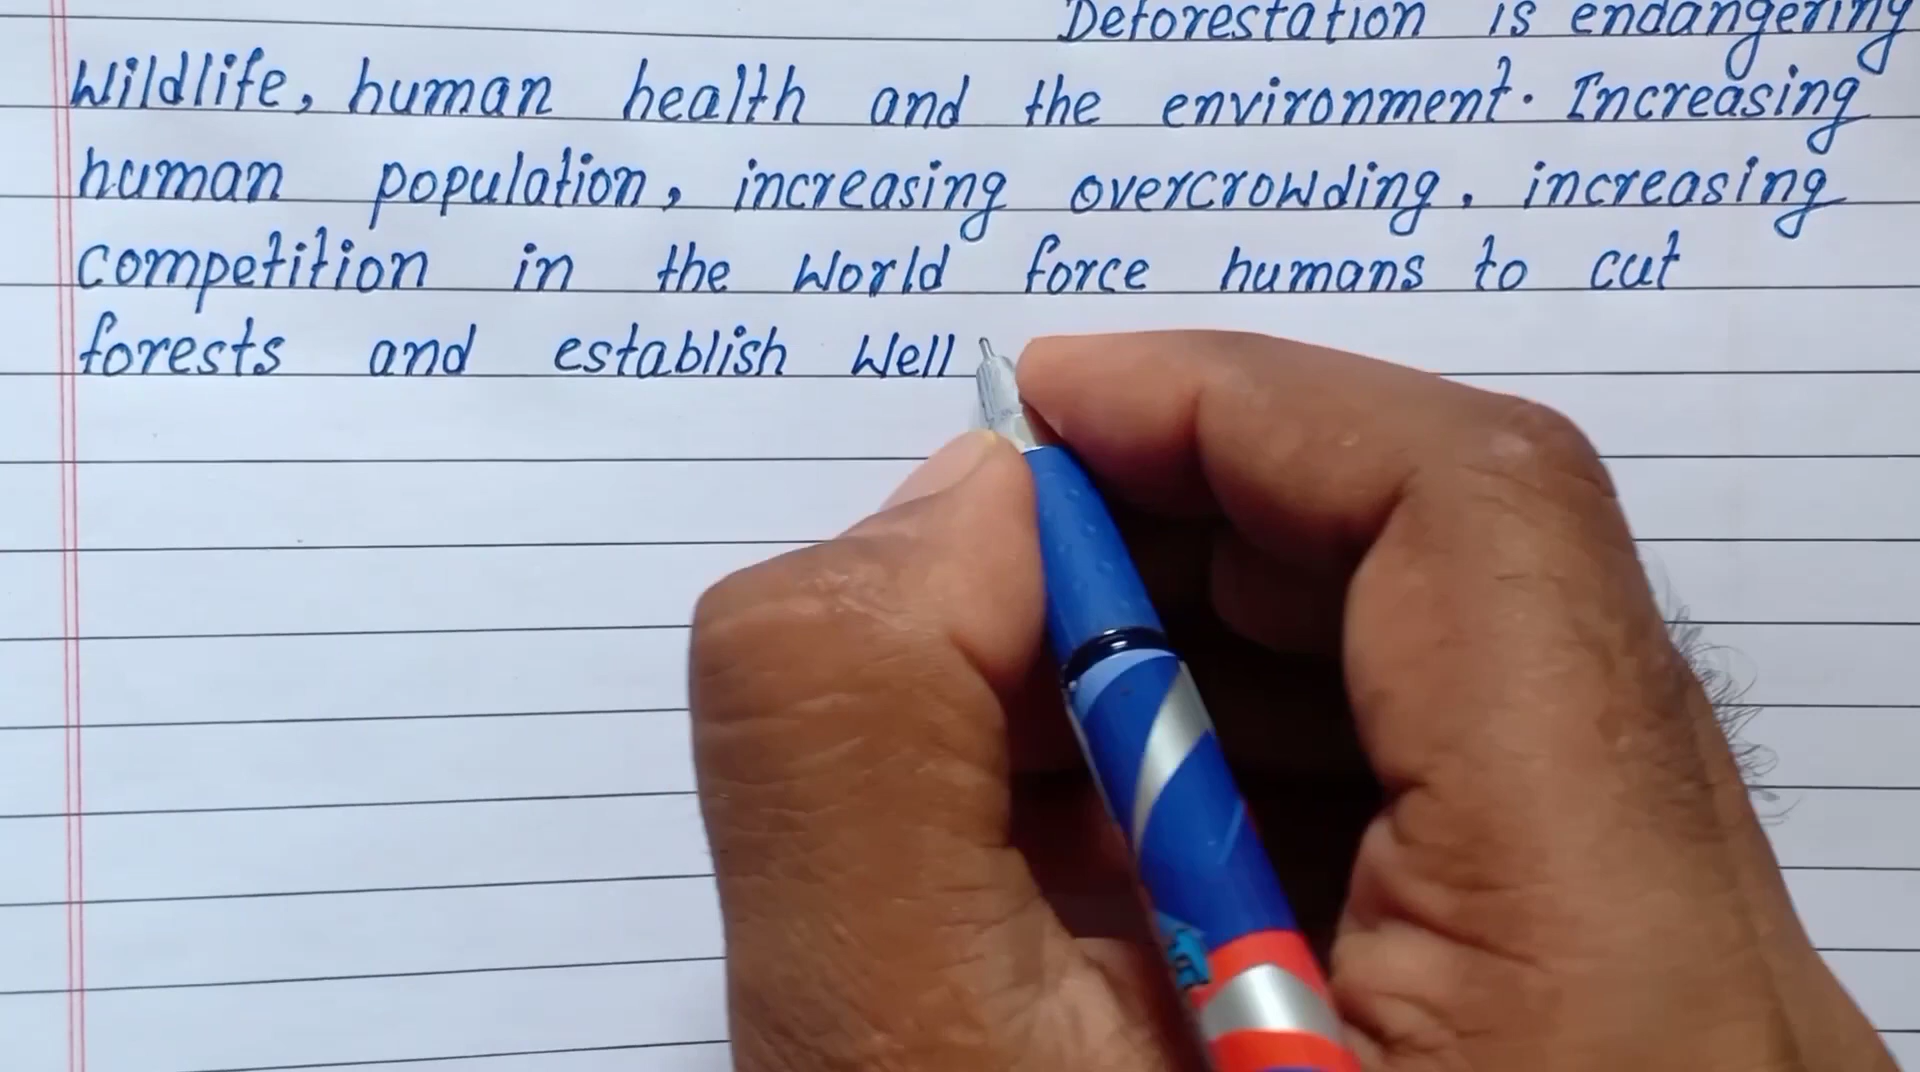 Deforestation is endangering
Wildlife, human health and the environment. Increasing
human population, increasing overcrowding, increasing
competition in the World force humans to cut
forests and establish Well